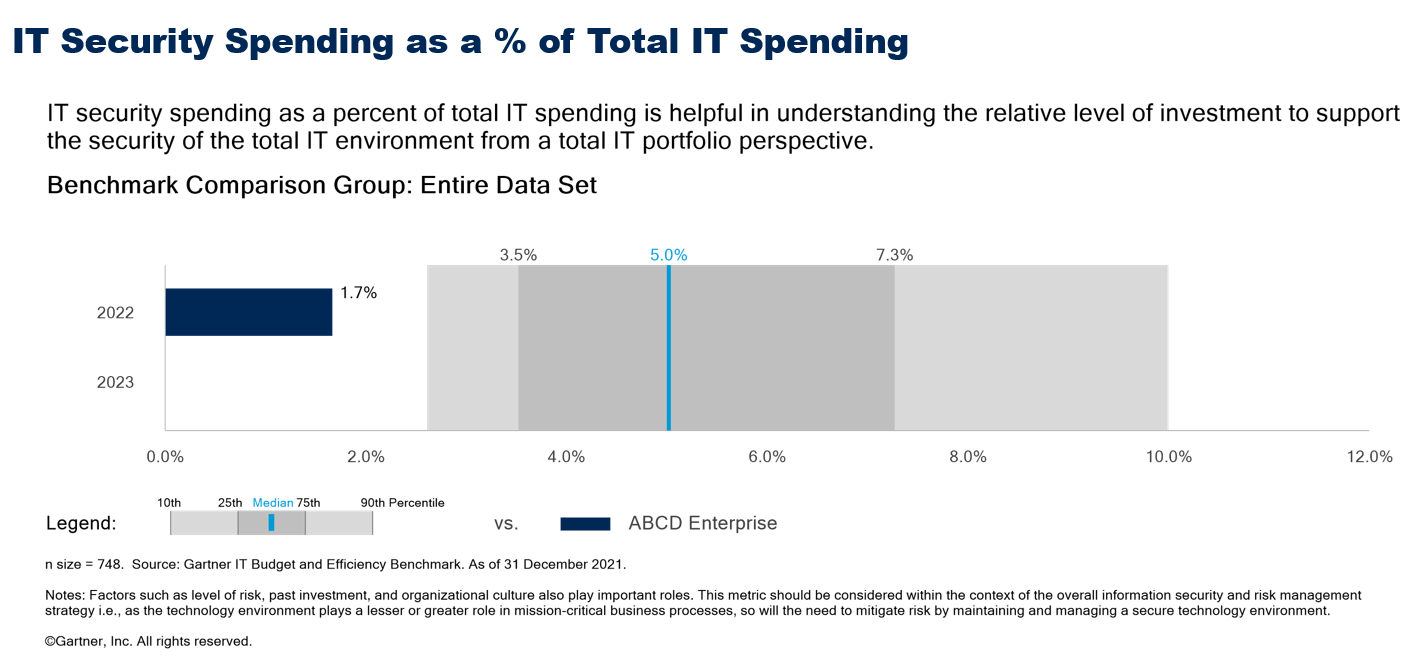 IT Security Spending as a % of Total IT Spending
IT security spending as a percent of total IT spending is helpful in understanding the relative level of investment to support
the security of the total IT environment from a total IT portfolio perspective.
Benchmark Comparison Group: Entire Data Set
3.5% 5.0% 7.3%
1.7%
2022
2023
0.0% 2.0% 4.0% 6.0% 8.0% 10.0% 12.0%
10th 25th Median 75th 90th Percentile
Legend: vs. ABCD Enterprise
n size = 748.  Source: Gartner IT Budget and Efficiency Benchmark. As of 31 December 2021.
Notes: Factors such as level of risk, past investment, and organizational culture also play important roles. This metric should be considered within the context of the overall information security and risk management
strategy i.e., as the technology environment plays a lesser or greater role in mission-critical business processes, so will the need to mitigate risk by maintaining and managing a secure technology environment.
©Gartner, Inc. All rights reserved.